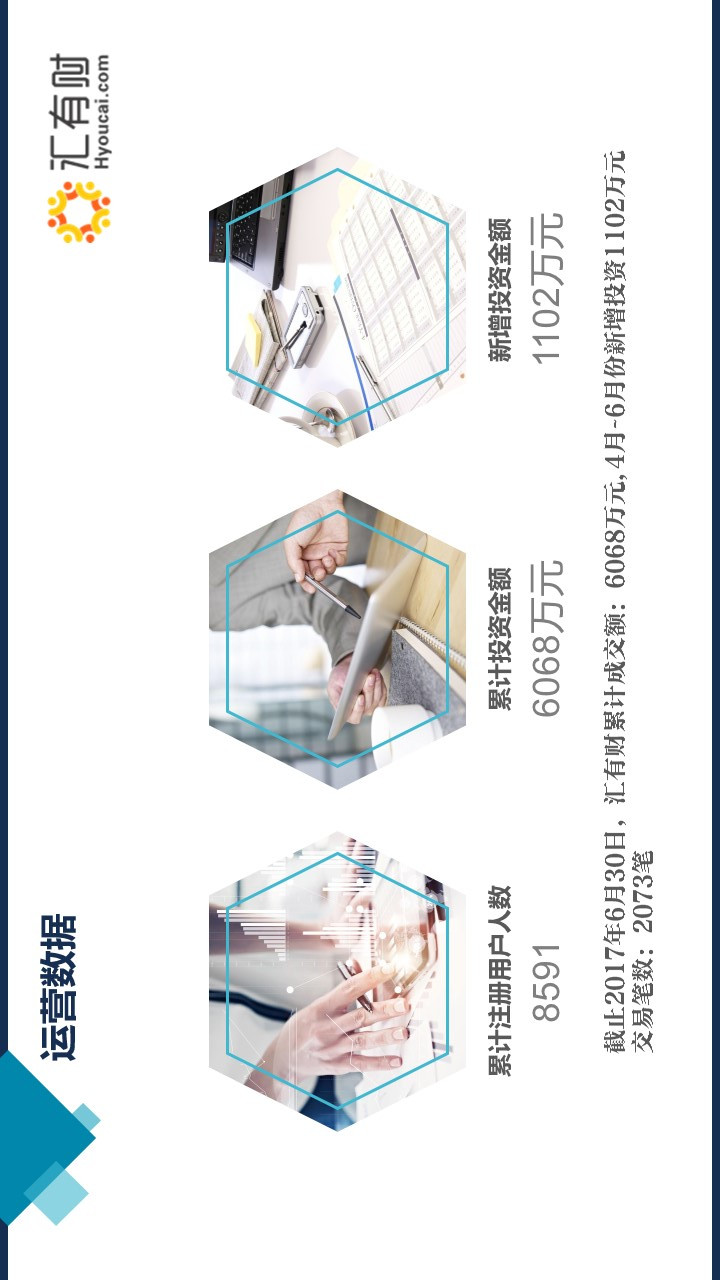 运营数据
汇有财
Hyoucai.com
累计注册用户人数
8591
累计投资金额
6068万元
新增投资金额
1102万元
截止2017年6月30日，汇有财累计成交额：6068万元,4月-6月份新增投资1102万元
交易笔数：2073笔